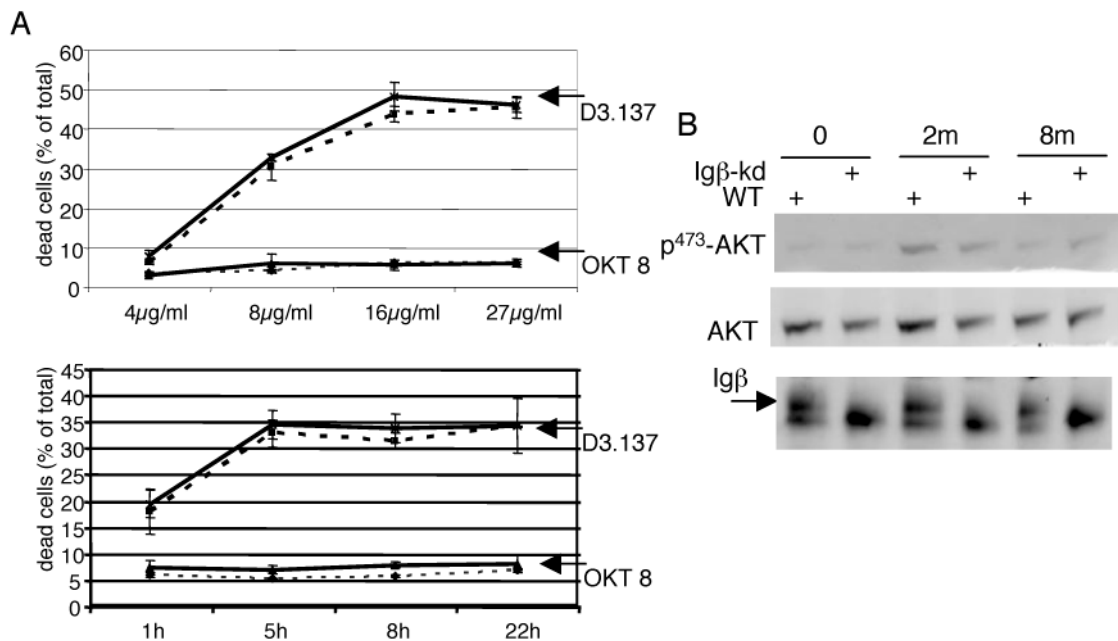 A
dead cells (% of total)
60
50
40
30
20
10
0
4µg/ml 8µg/ml 16µg/ml 27µg/ml
D3.137
OKT 8
dead cells (% of total)
45
40
35
30
25
20
15
10
5
0
1h 5h 8h 22h
D3.137
OKT 8
B
0 2m 8m
Igβ-kd + + +
WT + + +
p473-AKT
AKT
Igβ